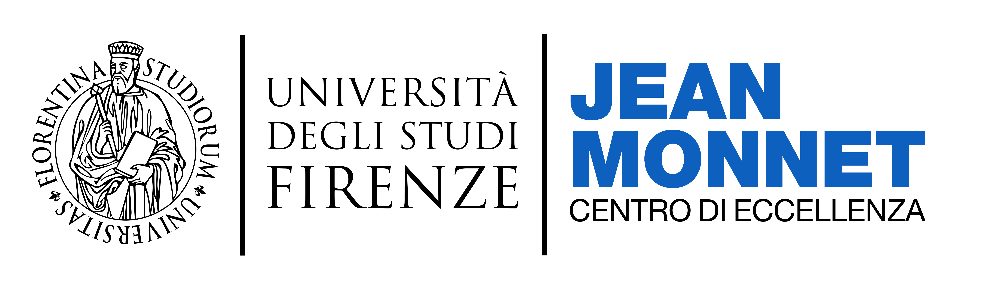 FLORENTINA STUDIORUM UNIVERSITAS
UNIVERSITÀ
DEGLI STUDI
FIRENZE
JEAN
MONNET
CENTRO DI ECCELLENZA